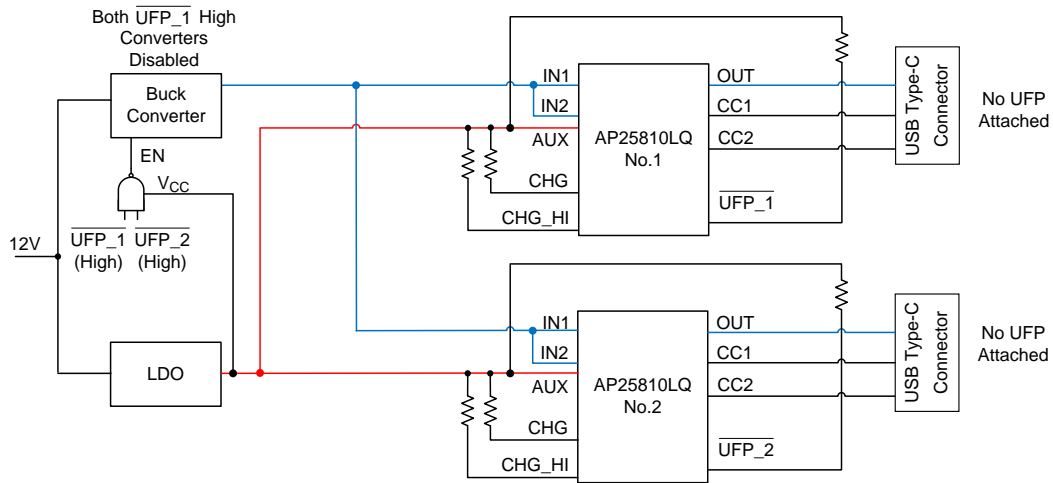 Both UFP_1 High
Converters
Disabled
Buck
Converter
EN
VCC
UFP_1 UFP_2
(High) (High)
12V
LDO
IN1
IN2
AUX
CHG
CHG_HI
AP25810LQ
No.1
OUT
CC1
CC2
UFP_1
USB Type-C
Connector
No UFP
Attached
IN1
IN2
AUX
CHG
CHG_HI
AP25810LQ
No.2
OUT
CC1
CC2
UFP_2
USB Type-C
Connector
No UFP
Attached